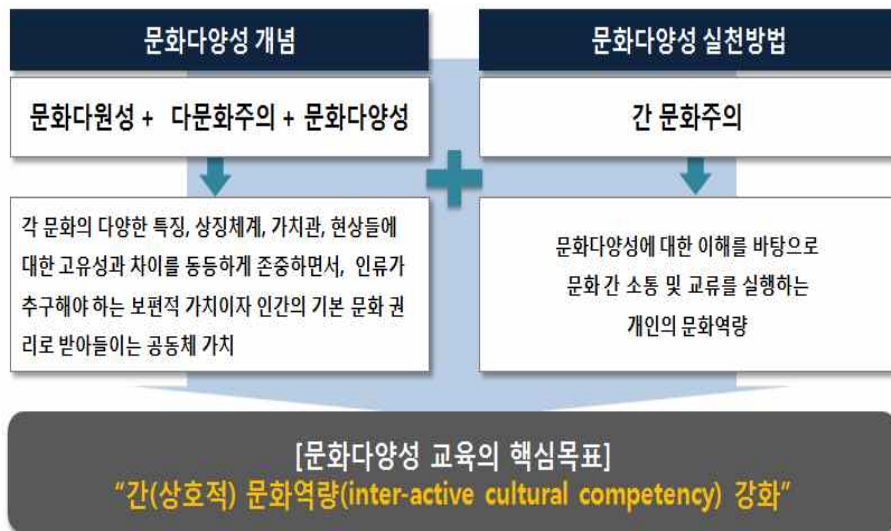 문화다양성 개념
문화다원성 + 다문화주의 + 문화다양성
각 문화의 다양한 특징, 상징체계, 가치관, 현상들에
대한 고유성과 차이를 동등하게 존중하면서, 인류가
추구해야 하는 보편적 가치이자 인간의 기본 문화 권
리로 받아들이는 공동체 가치
문화다양성 실천방법
간 문화주의
문화다양성에 대한 이해를 바탕으로
문화 간 소통 및 교류를 실행하는
개인의 문화역량
[문화다양성 교육의 핵심목표]
“간(상호적) 문화역량(inter-active cultural competency) 강화”